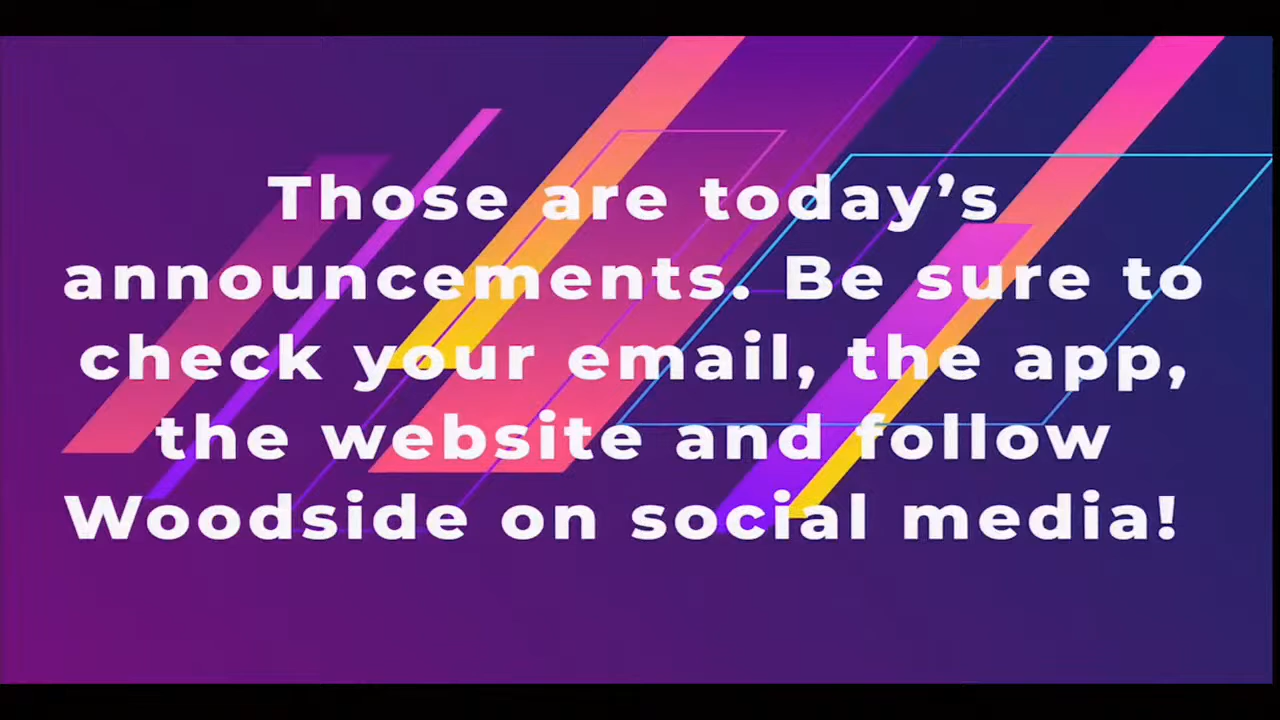 Those are today’s
announcements. Be sure to
check your email, the app,
the website and follow
Woodside on social media!